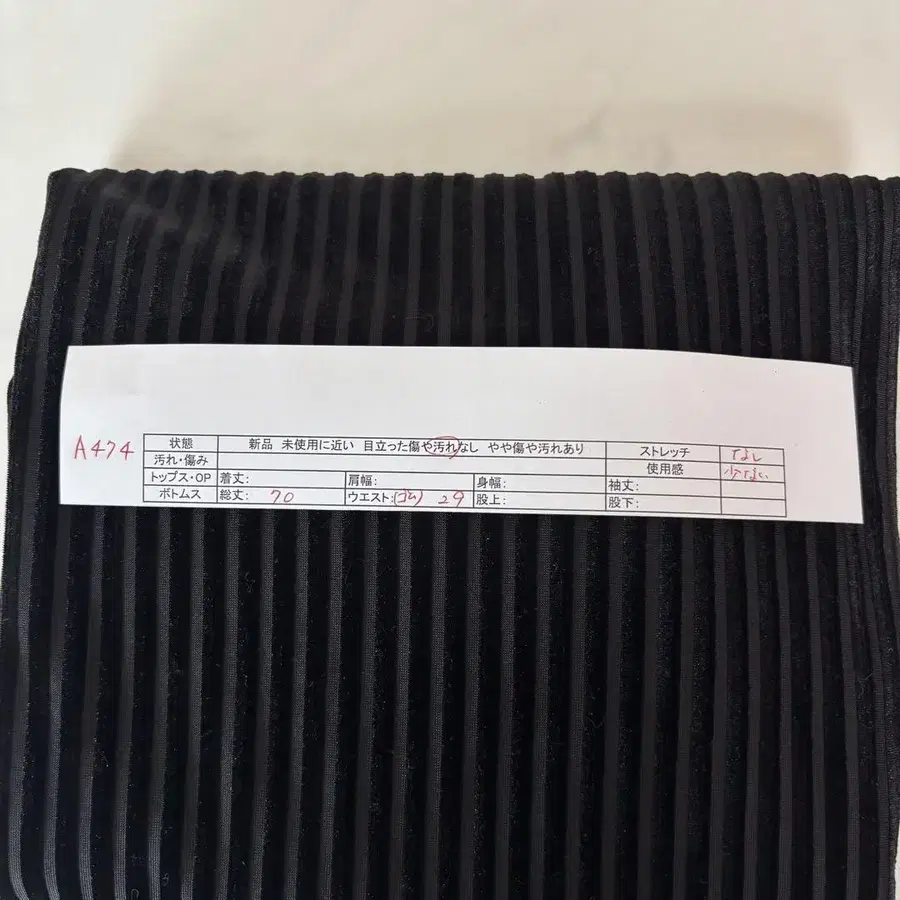 A474
状態 新品 未使用に近い 目立った傷や汚れなし やや傷や汚れあり ストレッチ なし
汚れ・傷み 使用感 少ない
トップス・OP 着丈: 肩幅: 身幅: 袖丈:
ボトムス 総丈: 70 ウエスト:(ゴム) 29 股上: 股下: